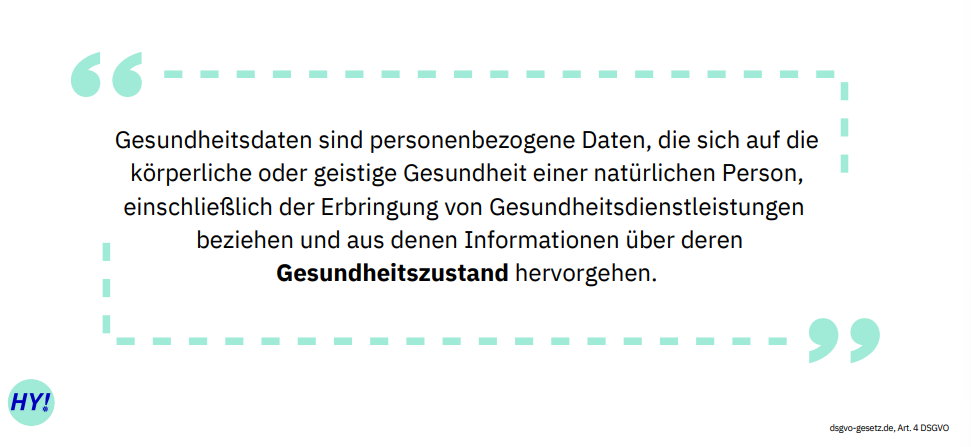 “
Gesundheitsdaten sind personenbezogene Daten, die sich auf die
körperliche oder geistige Gesundheit einer natürlichen Person,
einschließlich der Erbringung von Gesundheitsdienstleistungen
beziehen und aus denen Informationen über deren
Gesundheitszustand hervorgehen.
”
HY!
dsgvo-gesetz.de, Art. 4 DSGVO